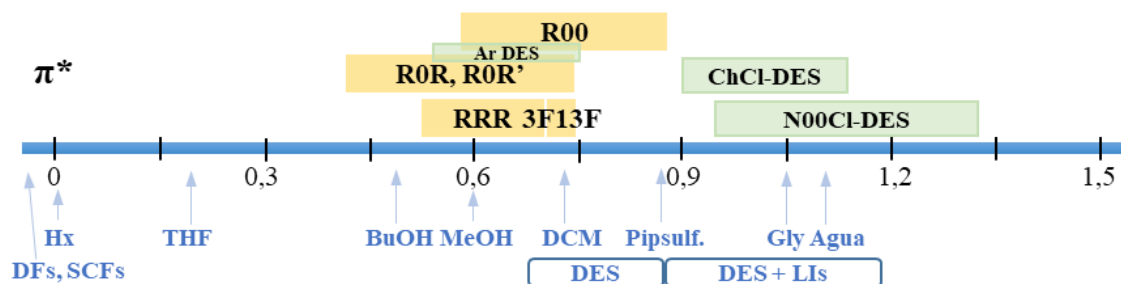 R00
Ar DES
π*
R0R, R0R’
ChCl-DES
RRR 3F13F
N00Cl-DES
0 0,3 0,6 0,9 1,2 1,5
Hx THF BuOH MeOH DCM Pipsulf. Gly Agua
DFs, SCFs
DES DES + LIs